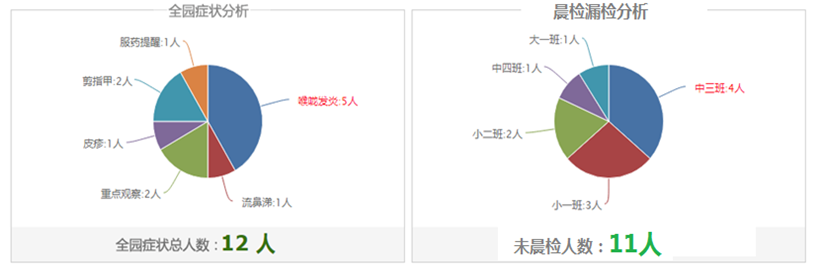 全园症状分析
服药提醒:1人
剪指甲:2人
喉咙发炎:5人
皮疹:1人
重点观察:2人
流鼻涕:1人
全园症状总人数：12 人
晨检漏检分析
大一班:1人
中四班:1人
中三班:4人
小二班:2人
小一班:3人
未晨检人数：11人